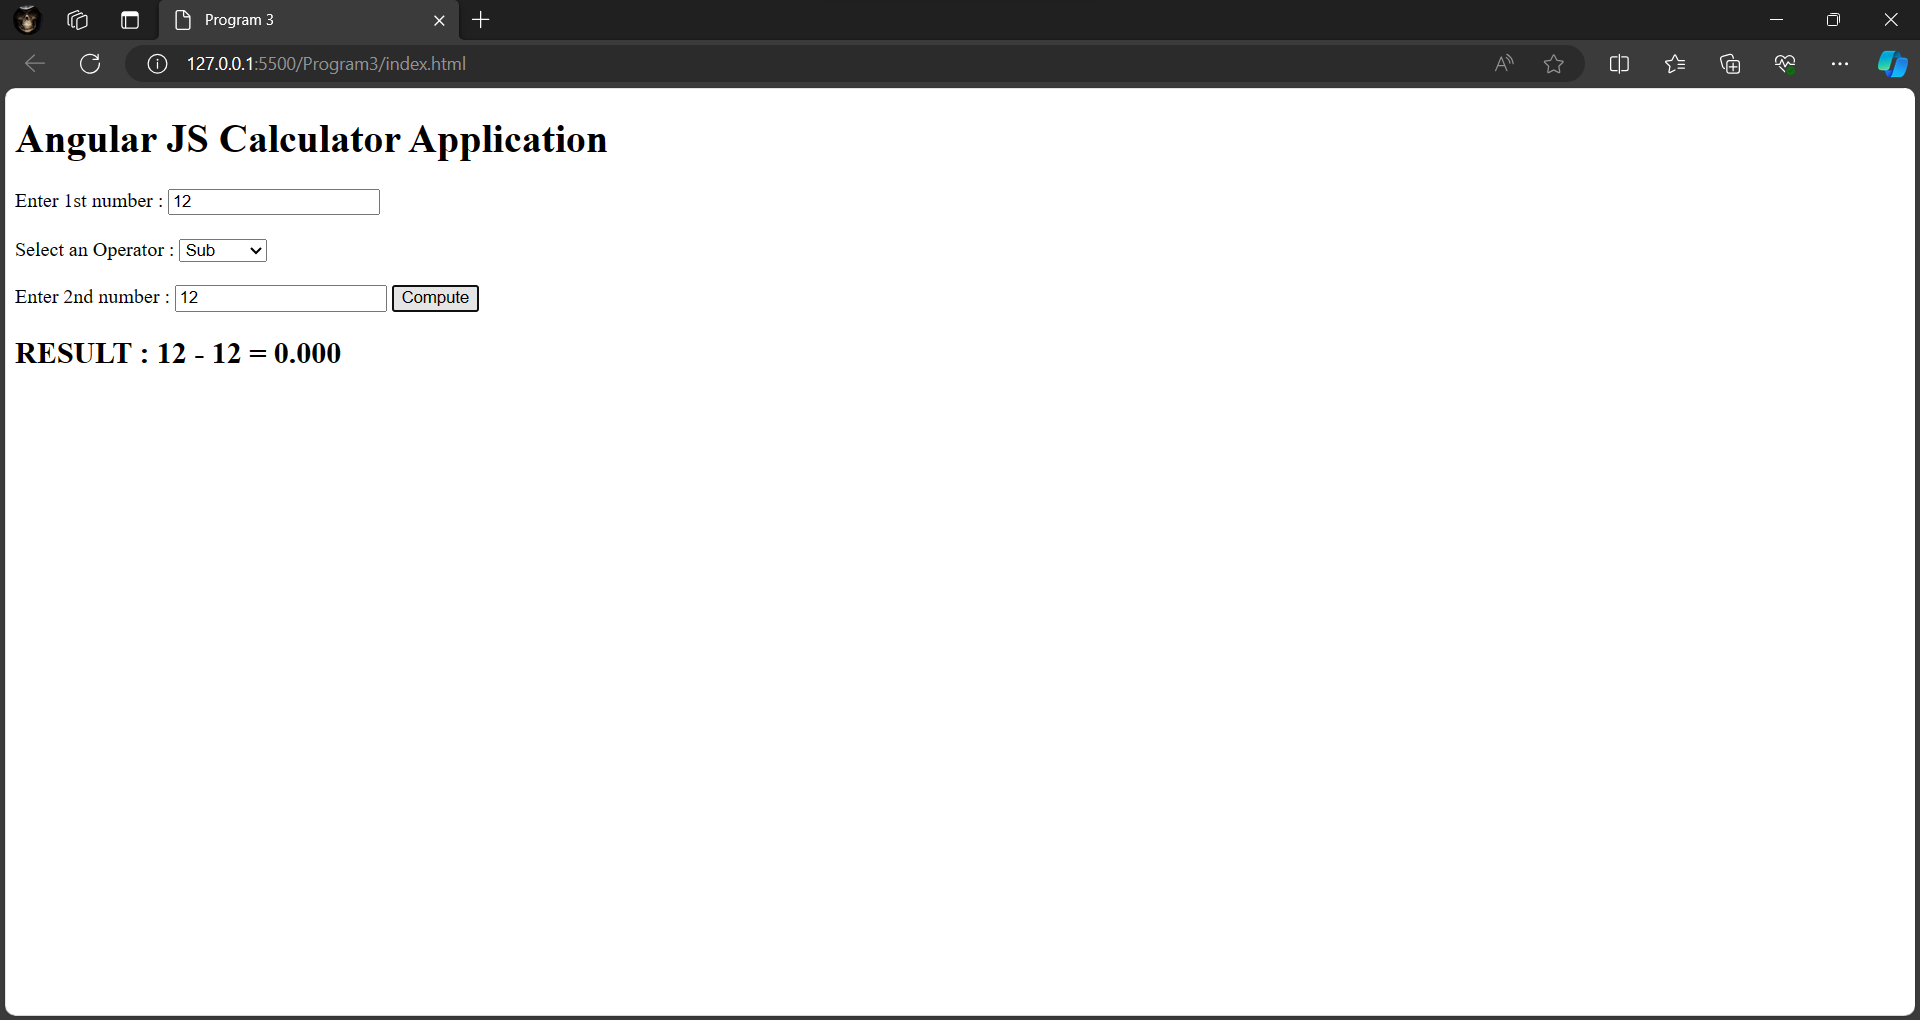 Program 3
127.0.0.1:5500/Program3/index.html
Angular JS Calculator Application
Enter 1st number : 12
Select an Operator : Sub
Enter 2nd number : 12 Compute
RESULT : 12 - 12 = 0.000